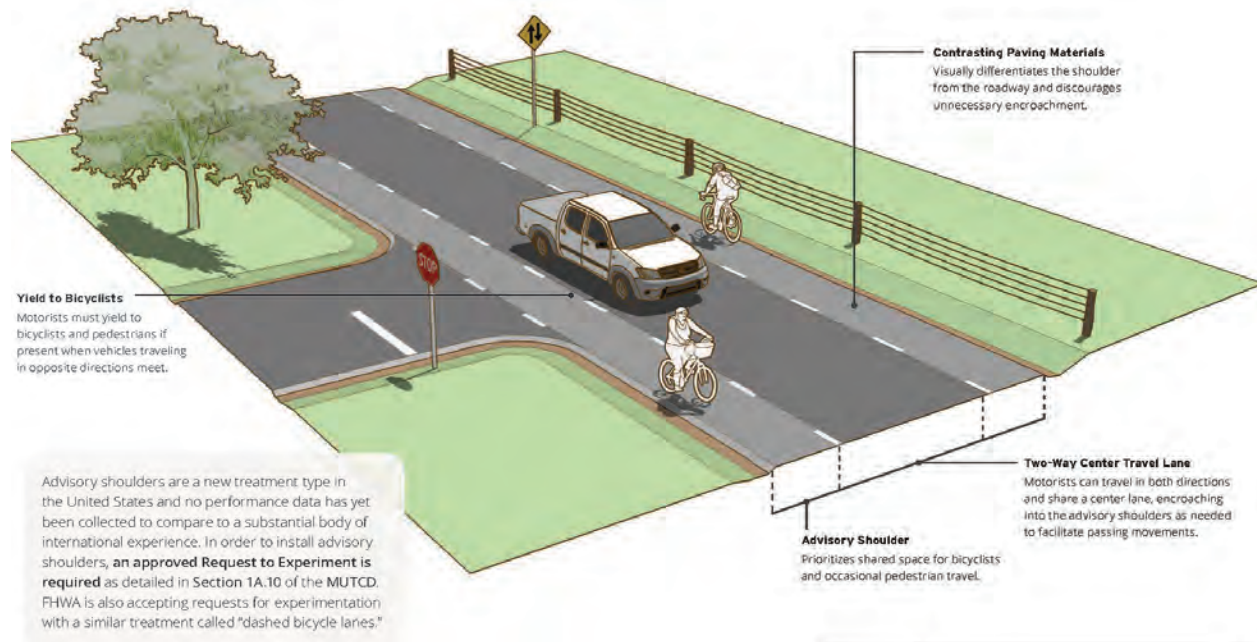 Contrasting Paving Materials
Visually differentiates the shoulder
from the roadway and discourages
unnecessary encroachment.
STOP
Yield to Bicyclists
Motorists must yield to
bicyclists and pedestrians if
present when vehicles traveling
in opposite directions meet.
Two-Way Center Travel Lane
Motorists can travel in both directions
and share a center lane, encroaching
into the advisory shoulders as needed
to facilitate passing movements.
Advisory Shoulder
Prioritizes shared space for bicyclists
and occasional pedestrian travel.
Advisory shoulders are a new treatment type in
the United States and no performance data has yet
been collected to compare to a substantial body of
international experience. In order to install advisory
shoulders, an approved Request to Experiment is
required as detailed in Section 1A.10 of the MUTCD.
FHWA is also accepting requests for experimentation
with a similar treatment called "dashed bicycle lanes."